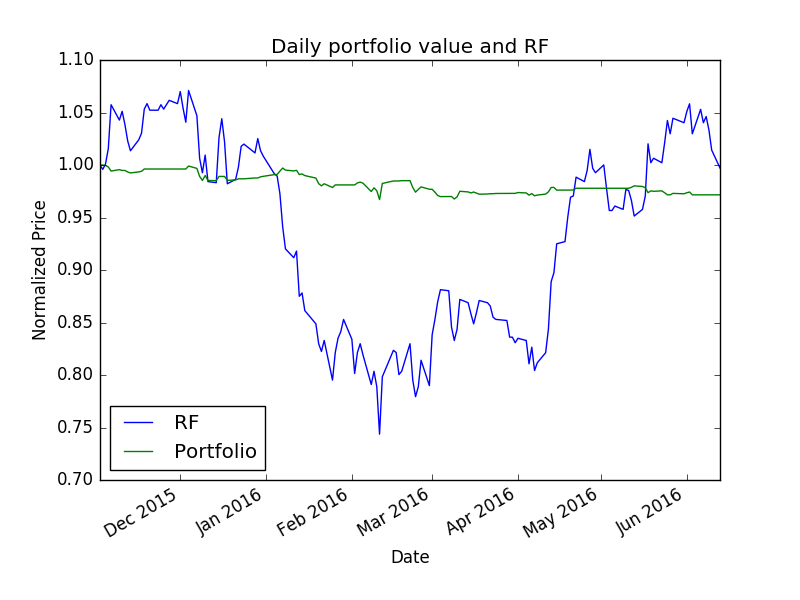 Daily portfolio value and RF
1.10
1.05
1.00
0.95
0.90
0.85
0.80
0.75
0.70
Normalized Price
RF
Portfolio
Dec 2015
Jan 2016
Feb 2016
Mar 2016
Apr 2016
May 2016
Jun 2016
Date